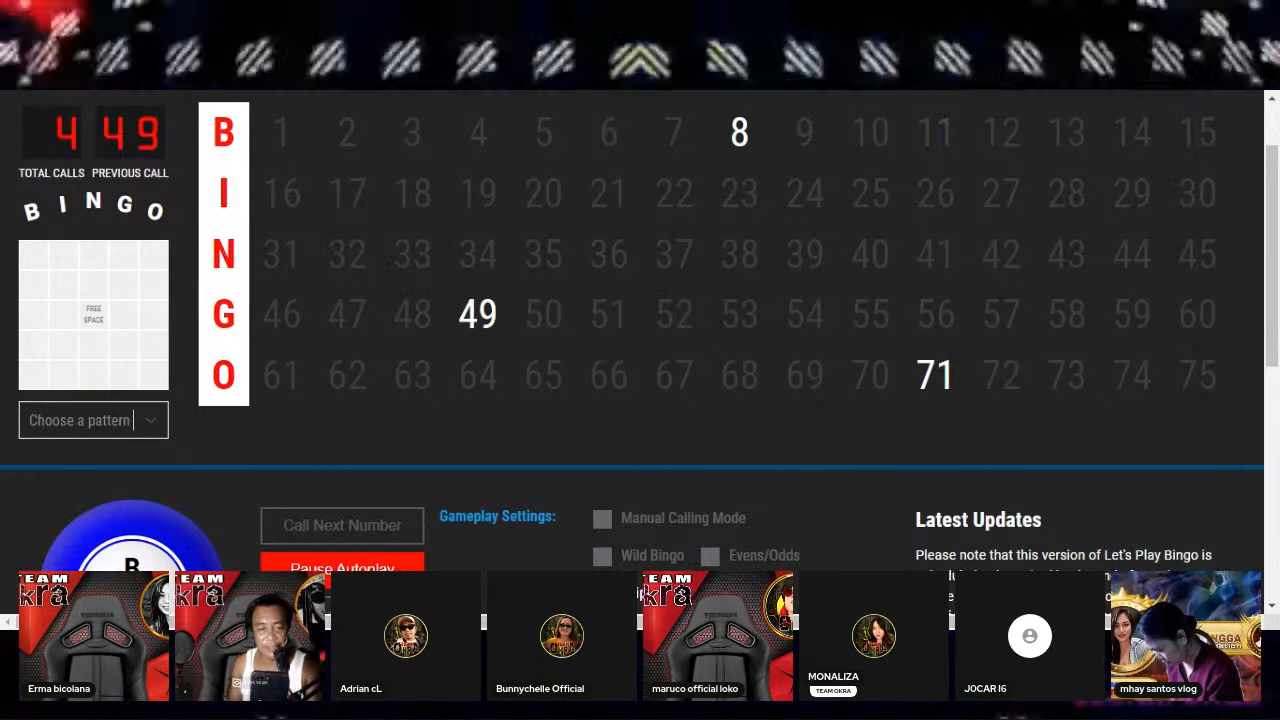 4 49
TOTAL CALLS PREVIOUS CALL
B I N G O
FREE
SPACE
Choose a pattern
B 1 2 3 4 5 6 7 8 9 10 11 12 13 14 15
I 16 17 18 19 20 21 22 23 24 25 26 27 28 29 30
N 31 32 33 34 35 36 37 38 39 40 41 42 43 44 45
G 46 47 48 49 50 51 52 53 54 55 56 57 58 59 60
O 61 62 63 64 65 66 67 68 69 70 71 72 73 74 75
B
Call Next Number
Pause Autoplay
Gameplay Settings:
Manual Calling Mode
Wild Bingo
Evens/Odds
Latest Updates
Please note that this version of Let's Play Bingo is
TEAM
kra
Erma bicolana
TEAM
kra
Adrian cL
Bunnychelle Official
TEAM
kra
maruco official loko
MONALIZA
TEAM OKRA
JOCAR I6
mhay santos vlog